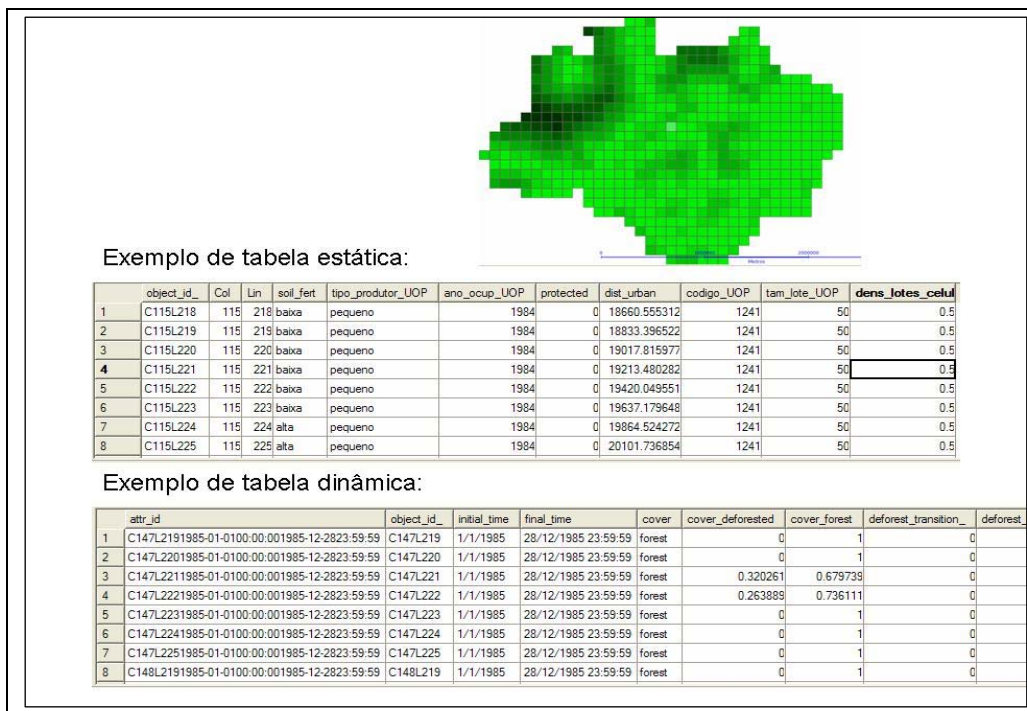 0 2500000
Metros
Exemplo de tabela estática:
object_id_ Col Lin soil_fert tipo_produtor_UOP ano_ocup_UOP protected dist_urban codigo_UOP tam_lote_UOP dens_lotes_celul
1 C115L218 115 218 baixa pequeno 1984 0 18660.555312 1241 50 0.5
2 C115L219 115 219 baixa pequeno 1984 0 18833.396522 1241 50 0.5
3 C115L220 115 220 baixa pequeno 1984 0 19017.815977 1241 50 0.5
4 C115L221 115 221 baixa pequeno 1984 0 19213.480282 1241 50 0.5
5 C115L222 115 222 baixa pequeno 1984 0 19420.049551 1241 50 0.5
6 C115L223 115 223 baixa pequeno 1984 0 19637.179648 1241 50 0.5
7 C115L224 115 224 alta pequeno 1984 0 19864.524272 1241 50 0.5
8 C115L225 115 225 alta pequeno 1984 0 20101.736854 1241 50 0.5
Exemplo de tabela dinâmica:
attr_id object_id_ initial_time final_time cover cover_deforested cover_forest deforest_transition_ deforest_
1 C147L2191985-01-0100:00:001985-12-2823:59:59 C147L219 1/1/1985 28/12/1985 23:59:59 forest 0 1 0
2 C147L2201985-01-0100:00:001985-12-2823:59:59 C147L220 1/1/1985 28/12/1985 23:59:59 forest 0 1 0
3 C147L2211985-01-0100:00:001985-12-2823:59:59 C147L221 1/1/1985 28/12/1985 23:59:59 forest 0.320261 0.679739 0
4 C147L2221985-01-0100:00:001985-12-2823:59:59 C147L222 1/1/1985 28/12/1985 23:59:59 forest 0.263889 0.736111 0
5 C147L2231985-01-0100:00:001985-12-2823:59:59 C147L223 1/1/1985 28/12/1985 23:59:59 forest 0 1 0
6 C147L2241985-01-0100:00:001985-12-2823:59:59 C147L224 1/1/1985 28/12/1985 23:59:59 forest 0 1 0
7 C147L2251985-01-0100:00:001985-12-2823:59:59 C147L225 1/1/1985 28/12/1985 23:59:59 forest 0 1 0
8 C148L2191985-01-0100:00:001985-12-2823:59:59 C148L219 1/1/1985 28/12/1985 23:59:59 forest 0 1 0